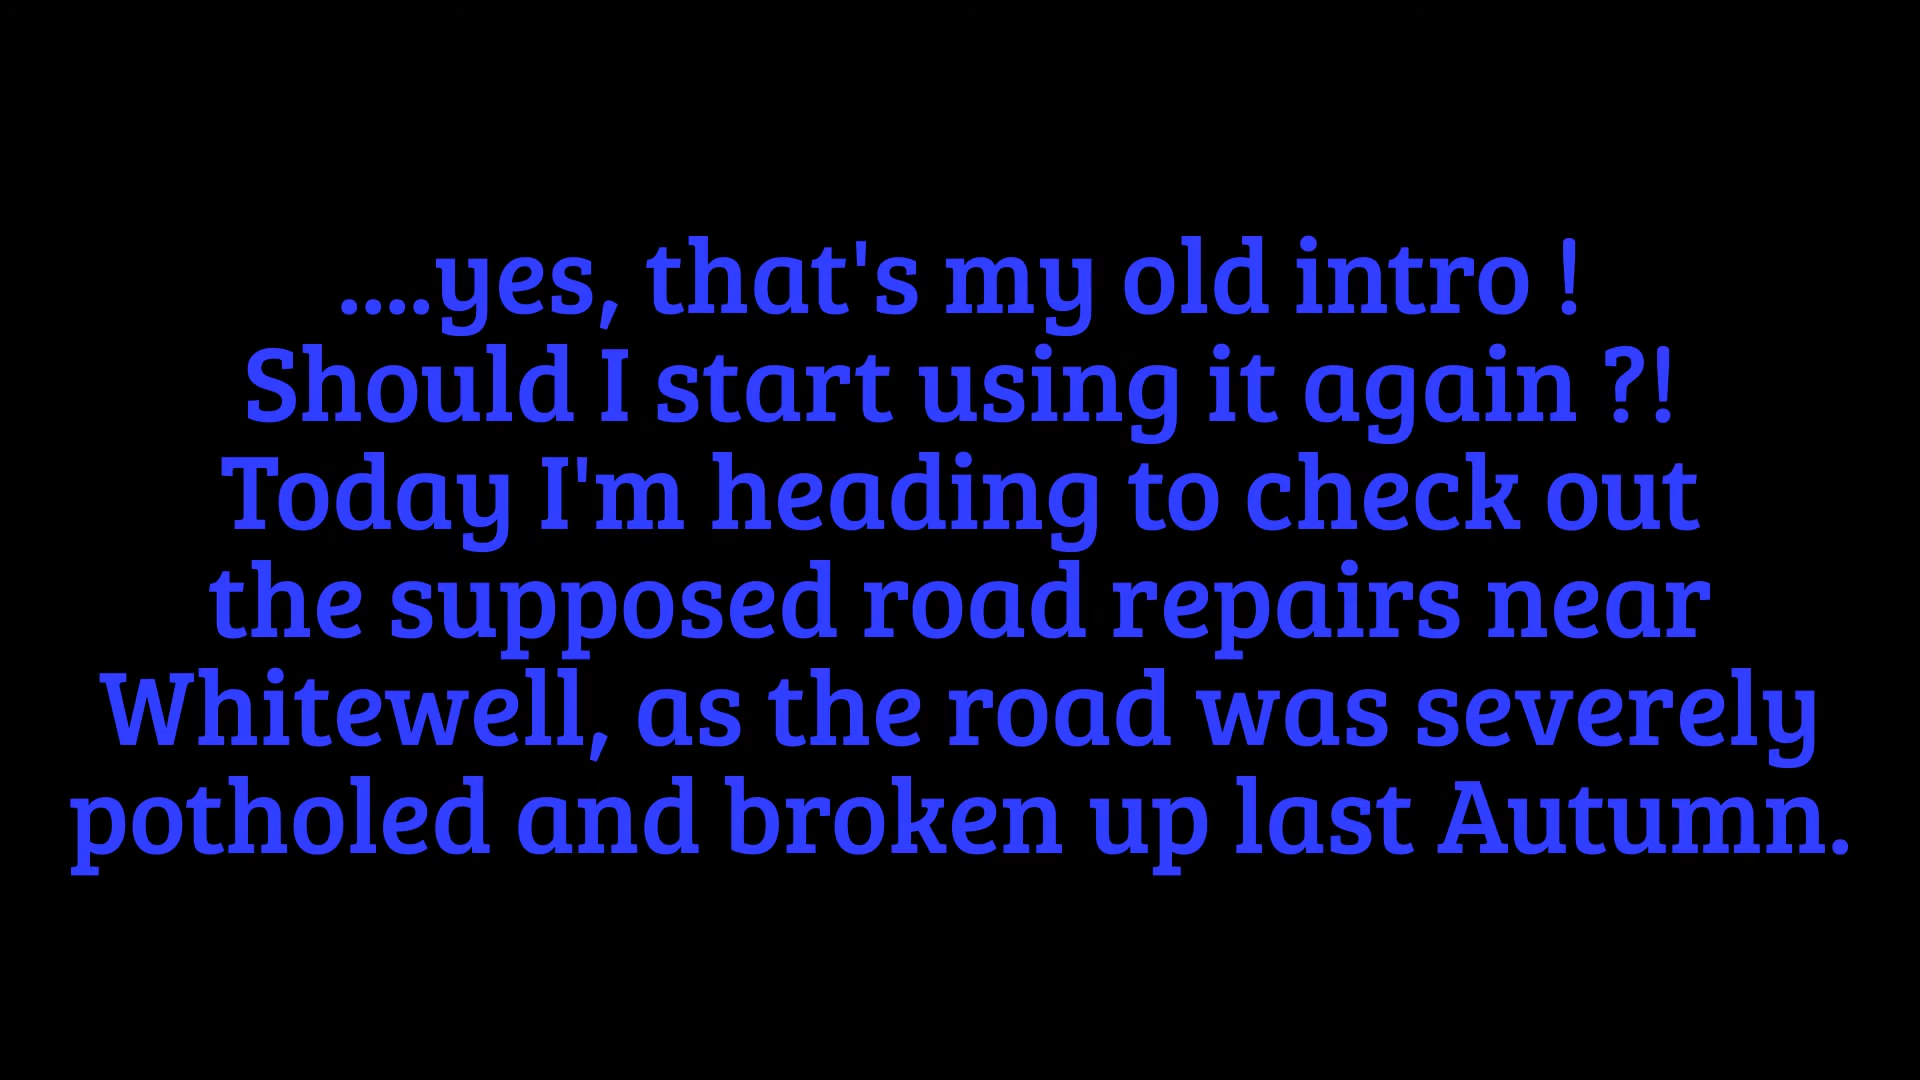 ....yes, that's my old intro !
Should I start using it again ?!
Today I'm heading to check out
the supposed road repairs near
Whitewell, as the road was severely
potholed and broken up last Autumn.